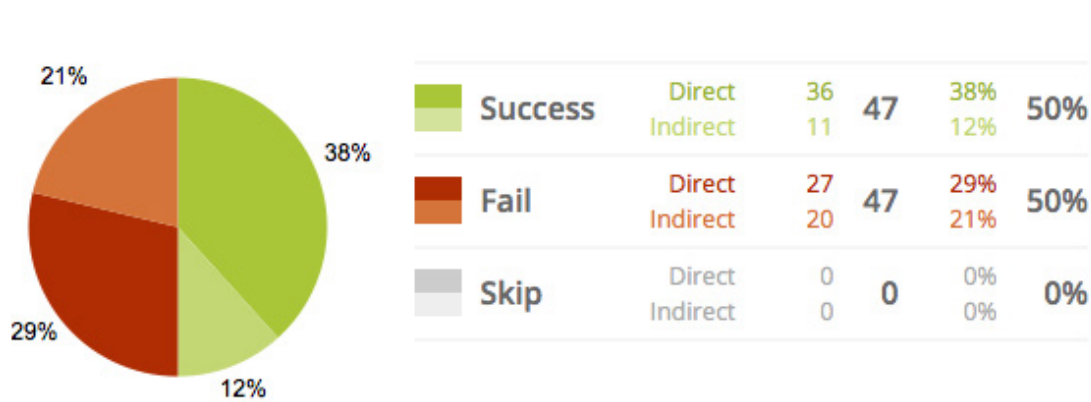 21%
38%
29%
12%
Success Direct 36 47 38% 50%
Indirect 11 12%
Fail Direct 27 47 29% 50%
Indirect 20 21%
Skip Direct 0 0 0% 0%
Indirect 0 0%